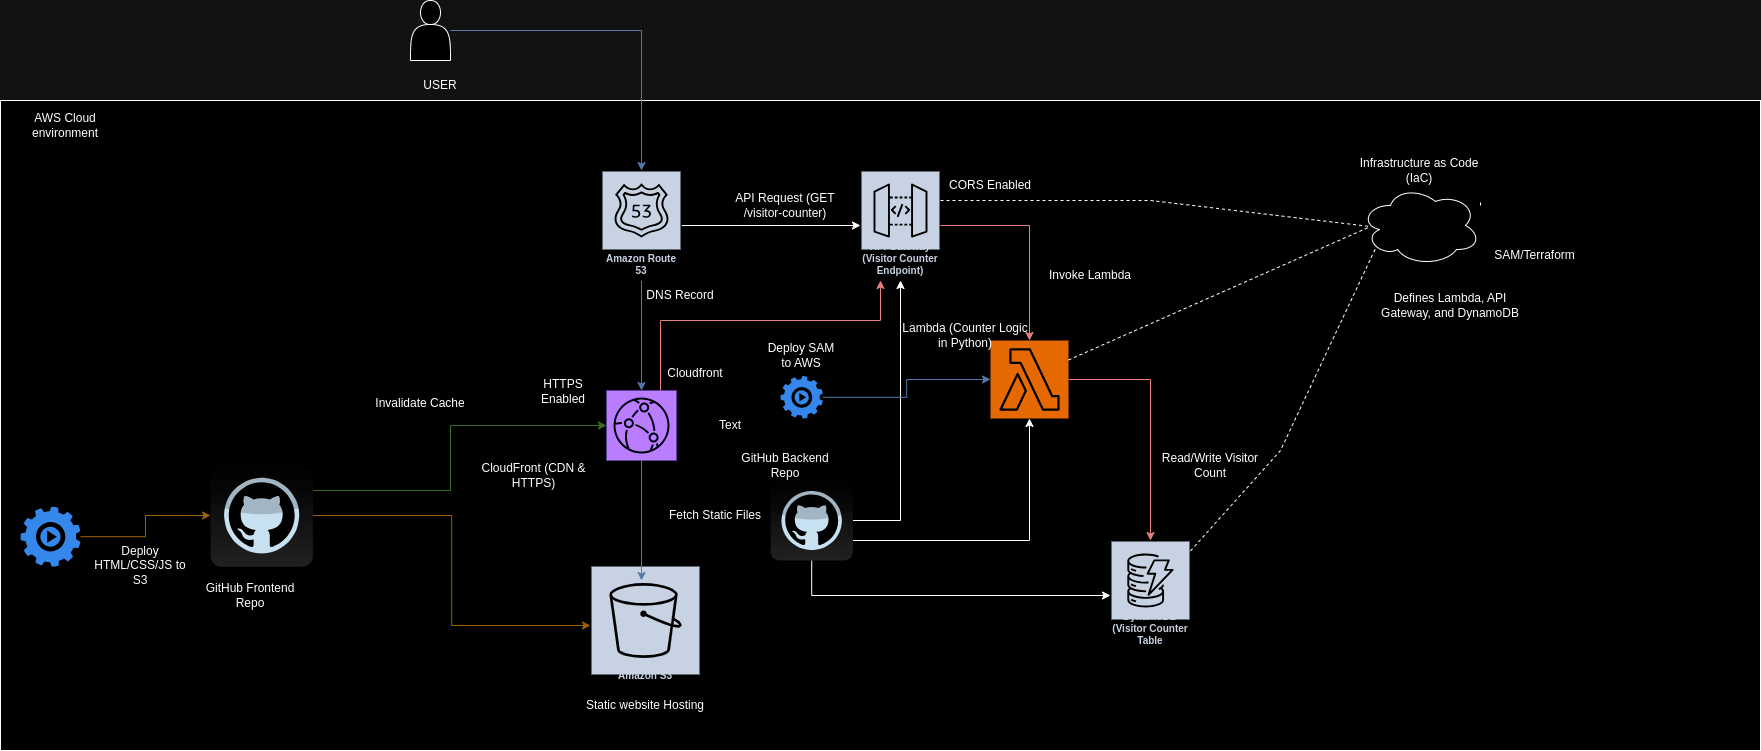 USER
AWS Cloud
environment
Infrastructure as Code
(IaC)
CORS Enabled
API Request (GET
/visitor-counter)
53
Amazon Route
53
(Visitor Counter
Endpoint)
SAM/Terraform
Invoke Lambda
DNS Record
Defines Lambda, API
Gateway, and DynamoDB
Lambda (Counter Logic
in Python)
Deploy SAM
to AWS
Cloudfront
HTTPS
Enabled
Invalidate Cache
Text
GitHub Backend
Repo
Read/Write Visitor
Count
CloudFront (CDN &
HTTPS)
Fetch Static Files
Deploy
HTML/CSS/JS to
S3
GitHub Frontend
Repo
(Visitor Counter
Table
Amazon S3
Static website Hosting